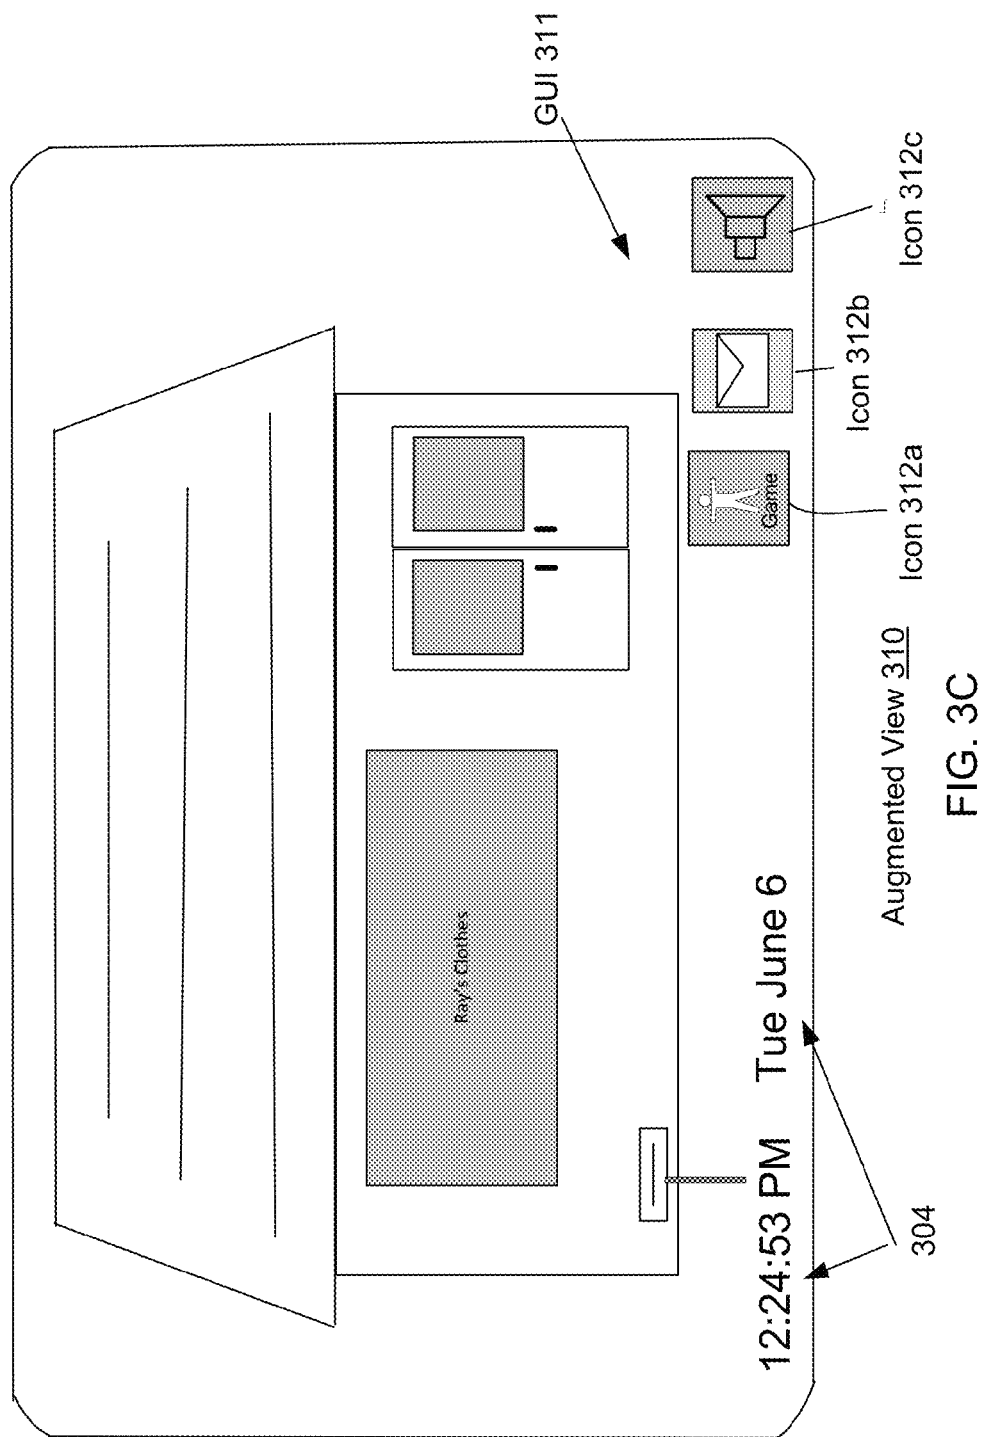 GUI 311
Ray's Clothes
Game
12:24:53 PM Tue June 6
Icon 312c
Icon 312b
Icon 312a
304
Augmented View 310
FIG. 3C